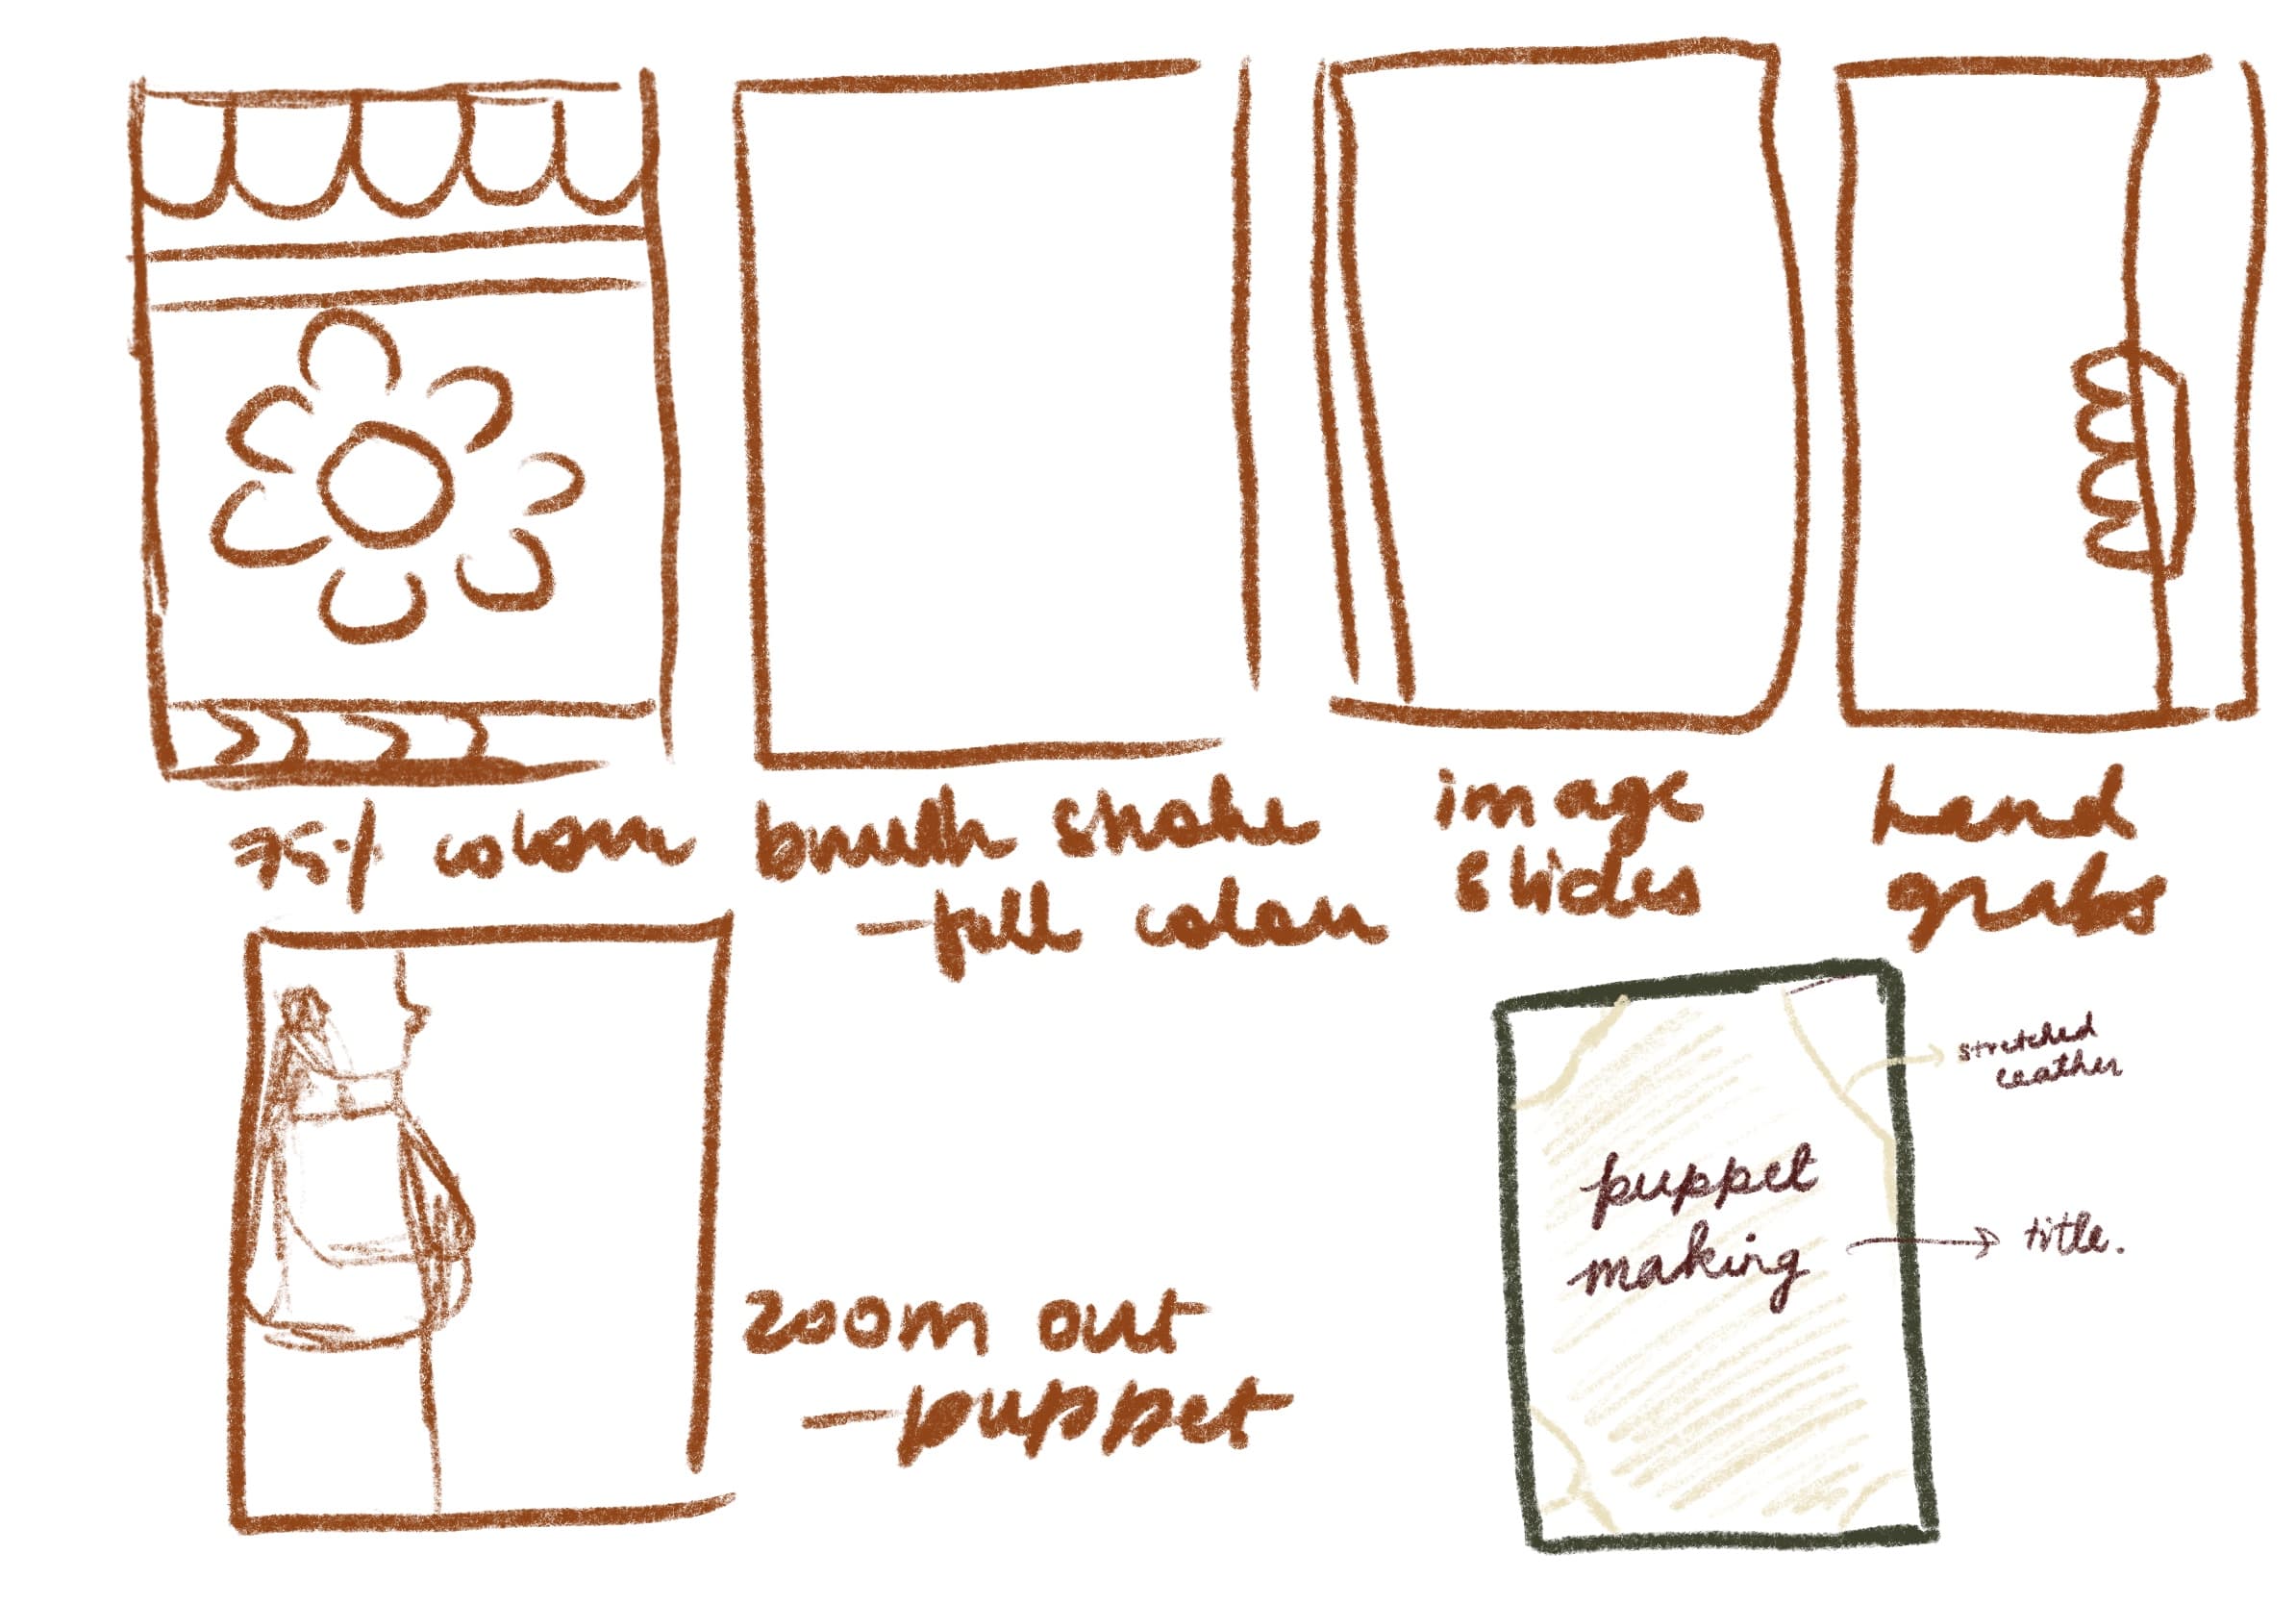 75% colour
brush stroke
- full colour
image
slides
hand
grabs
zoom out
- puppet
stretched
leather
puppet
making
title.